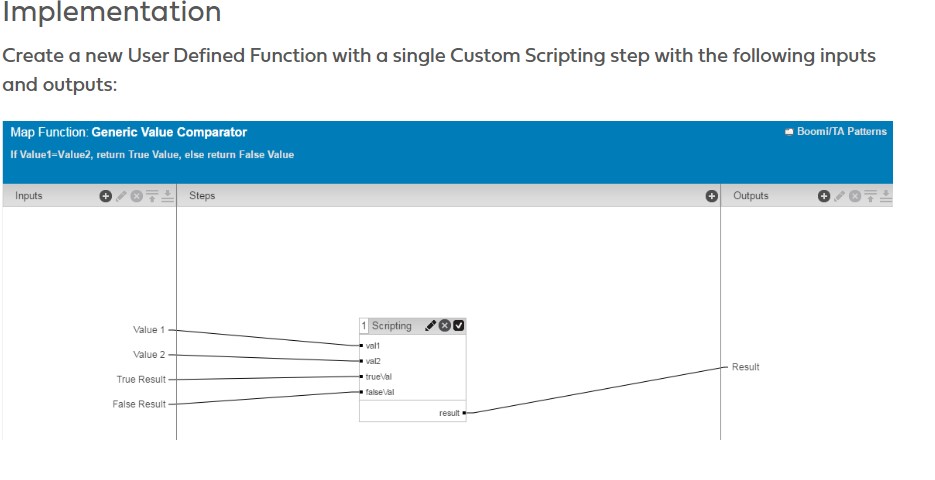 Implementation
Create a new User Defined Function with a single Custom Scripting step with the following inputs
and outputs:
Map Function: Generic Value Comparator
Boomi/TA Patterns
If Value1=Value2, return True Value, else return False Value
Inputs
Steps
Outputs
1 Scripting
Value 1
val1
Value 2
val2
True Result
trueVal
False Result
falseVal
result
Result